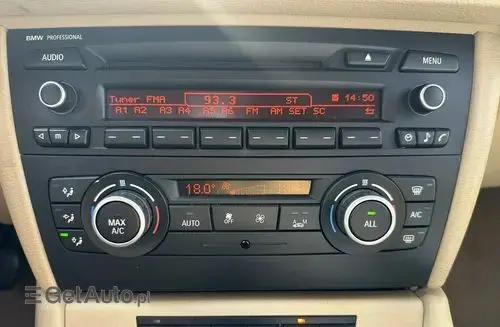 BMW PROFESSIONAL
AUDIO
MENU
Tuner FMA 93.3 ST 14:50
A1 A2 A3 A4 A5 A6 FM AM SET SC
m
18.0°
MAX A/C
AUTO
OFF
A M
ALL
A/C
GetAuto.pl